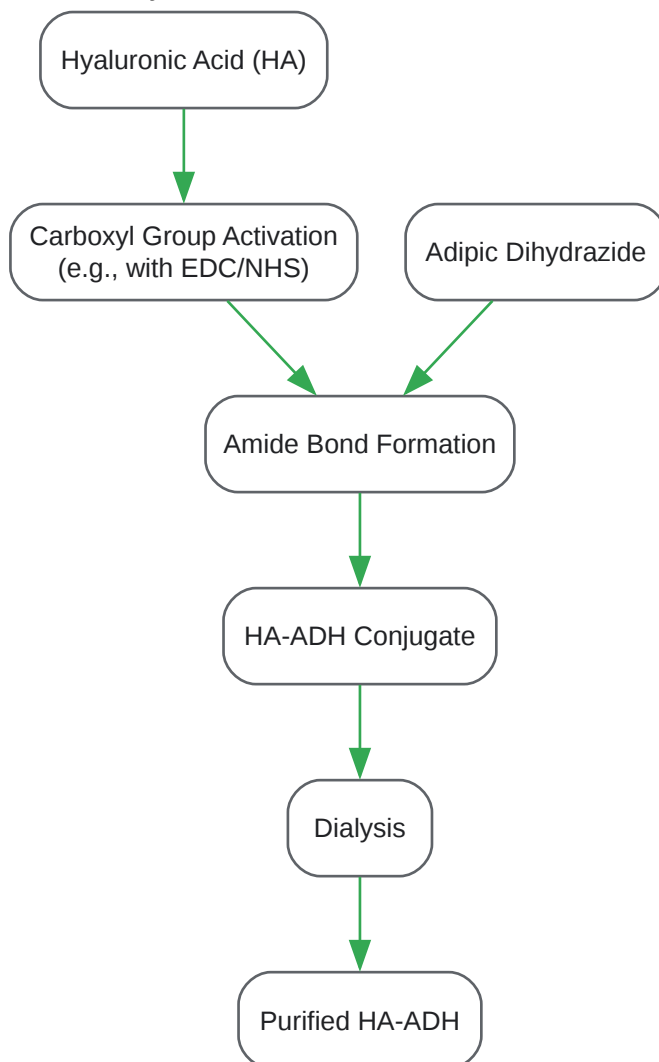 Hyaluronic Acid (HA)
Carboxyl Group Activation
(e.g., with EDC/NHS)
Adipic Dihydrazide
Amide Bond Formation
HA-ADH Conjugate
Dialysis
Purified HA-ADH